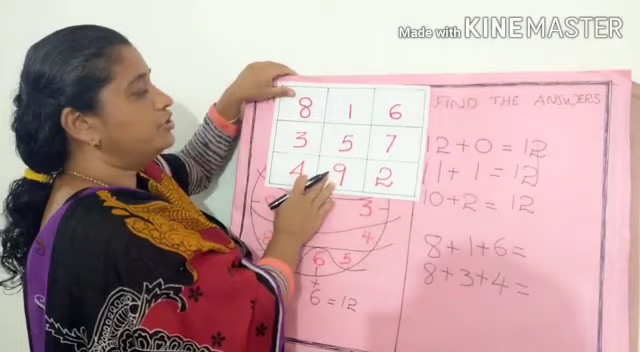 Made with KINEMASTER
8 1 6
3 5 7
4 9 2
FIND THE ANSWERS
12+0=12
11+1=12
10+2=12
8+1+6=
8+3+4=
3
4
6 5
+
6=12